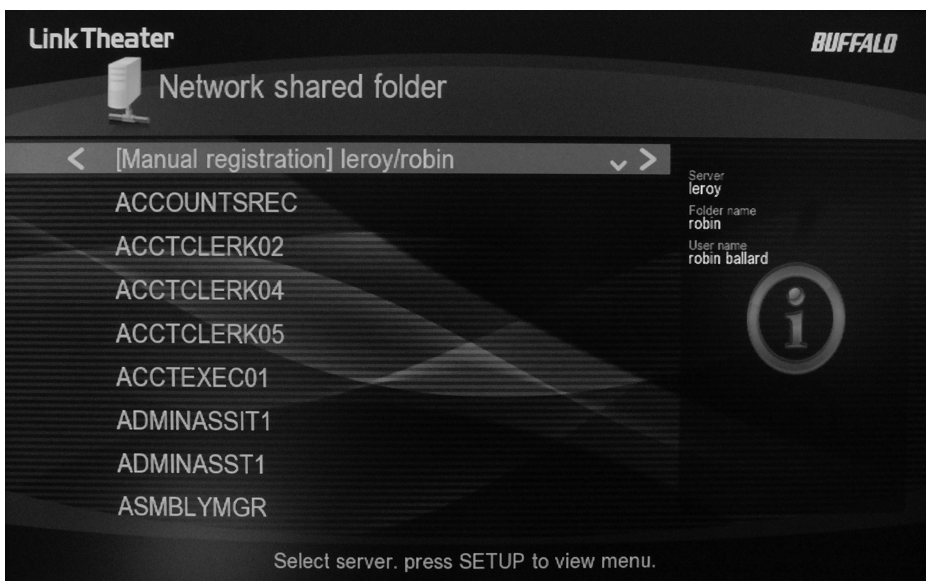 LinkTheater
BUFFALO
Network shared folder
[Manual registration] leroy/robin
ACCOUNTSREC
ACCTCLERK02
ACCTCLERK04
ACCTCLERK05
ACCTEXEC01
ADMINASSIT1
ADMINASST1
ASMBLYMGR
Server
leroy
Folder name
robin
User name
robin ballard
Select server. press SETUP to view menu.